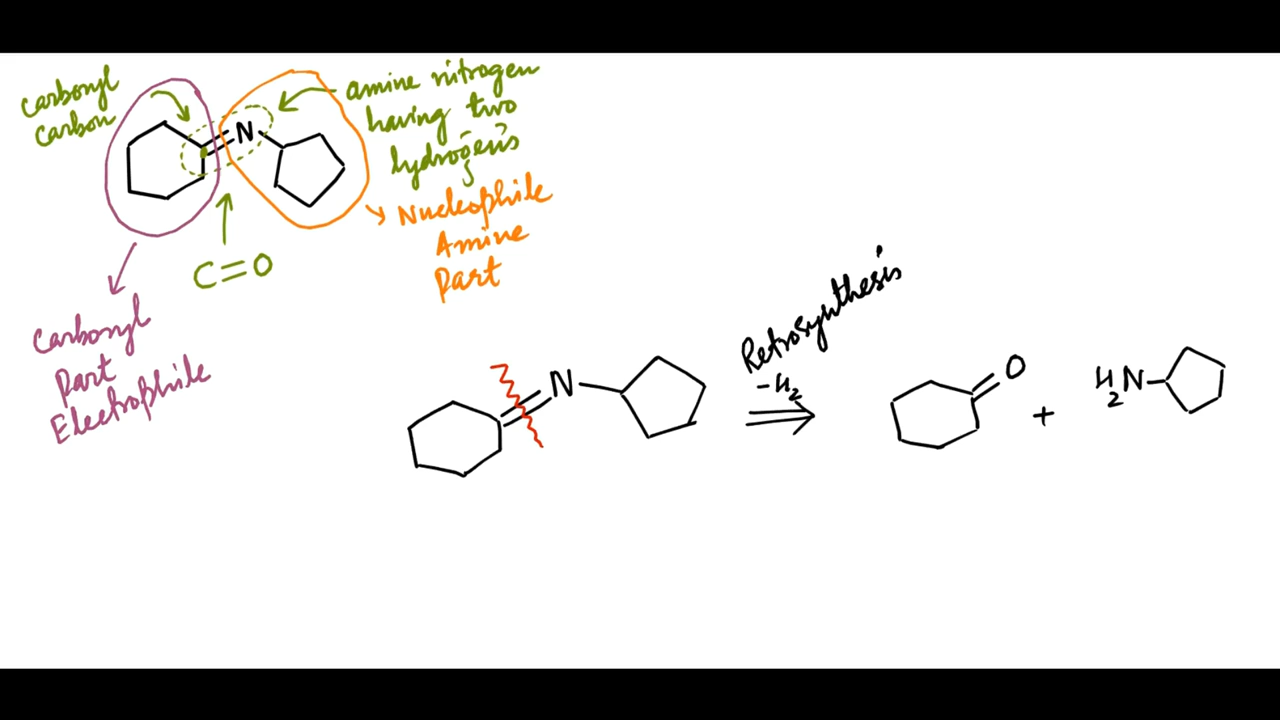 Carbonyl
Carbon
N
amine nitrogen
having two
hydrogens
C=O
Nucleophile
Amine
Part
Carbonyl
Part
Electrophile
N
Retrosynthesis
-H2
O
+
H2N